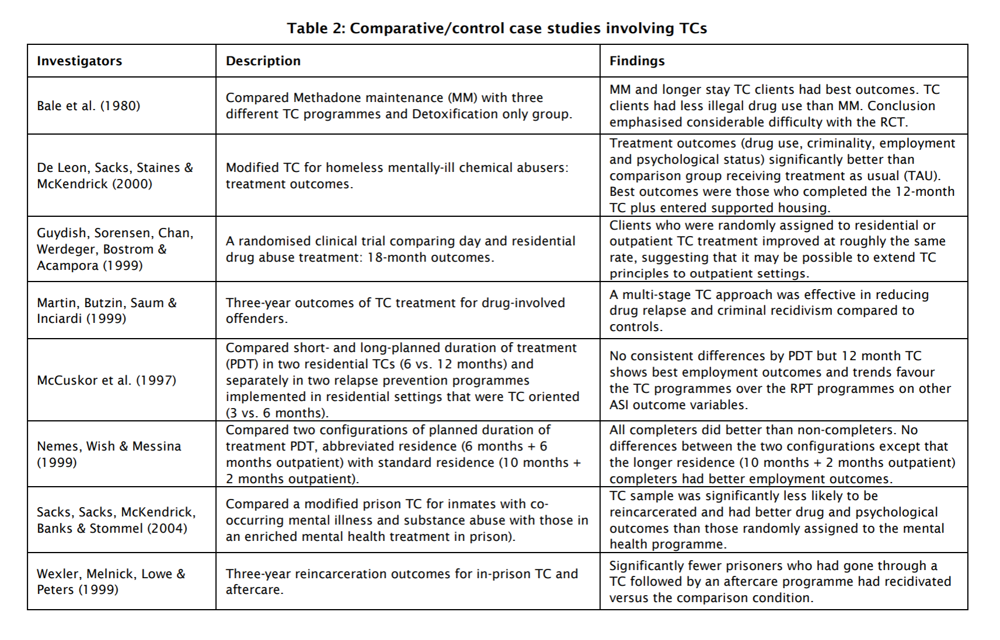 Table 2: Comparative/control case studies involving TCs
Investigators
Description
Findings
Bale et al. (1980)
Compared Methadone maintenance (MM) with three
different TC programmes and Detoxification only group.
MM and longer stay TC clients had best outcomes. TC
clients had less illegal drug use than MM. Conclusion
emphasised considerable difficulty with the RCT.
De Leon, Sacks, Staines &
McKendrick (2000)
Modified TC for homeless mentally-ill chemical abusers:
treatment outcomes.
Treatment outcomes (drug use, criminality, employment
and psychological status) significantly better than
comparison group receiving treatment as usual (TAU).
Best outcomes were those who completed the 12-month
TC plus entered supported housing.
Guydish, Sorensen, Chan,
Werdeger, Bostrom &
Acampora (1999)
A randomised clinical trial comparing day and residential
drug abuse treatment: 18-month outcomes.
Clients who were randomly assigned to residential or
outpatient TC treatment improved at roughly the same
rate, suggesting that it may be possible to extend TC
principles to outpatient settings.
Martin, Butzin, Saum &
Inciardi (1999)
Three-year outcomes of TC treatment for drug-involved
offenders.
A multi-stage TC approach was effective in reducing
drug relapse and criminal recidivism compared to
controls.
McCuskor et al. (1997)
Compared short- and long-planned duration of treatment
(PDT) in two residential TCs (6 vs. 12 months) and
separately in two relapse prevention programmes
implemented in residential settings that were TC oriented
(3 vs. 6 months).
No consistent differences by PDT but 12 month TC
shows best employment outcomes and trends favour
the TC programmes over the RPT programmes on other
ASI outcome variables.
Nemes, Wish & Messina
(1999)
Compared two configurations of planned duration of
treatment PDT, abbreviated residence (6 months + 6
months outpatient) with standard residence (10 months +
2 months outpatient).
All completers did better than non-completers. No
differences between the two configurations except that
the longer residence (10 months + 2 months outpatient)
completers had better employment outcomes.
Sacks, Sacks, McKendrick,
Banks & Stommel (2004)
Compared a modified prison TC for inmates with co-
occurring mental illness and substance abuse with those in
an enriched mental health treatment in prison).
TC sample was significantly less likely to be
reincarcerated and had better drug and psychological
outcomes than those randomly assigned to the mental
health programme.
Wexler, Melnick, Lowe &
Peters (1999)
Three-year reincarceration outcomes for in-prison TC and
aftercare.
Significantly fewer prisoners who had gone through a
TC followed by an aftercare programme had recidivated
versus the comparison condition.